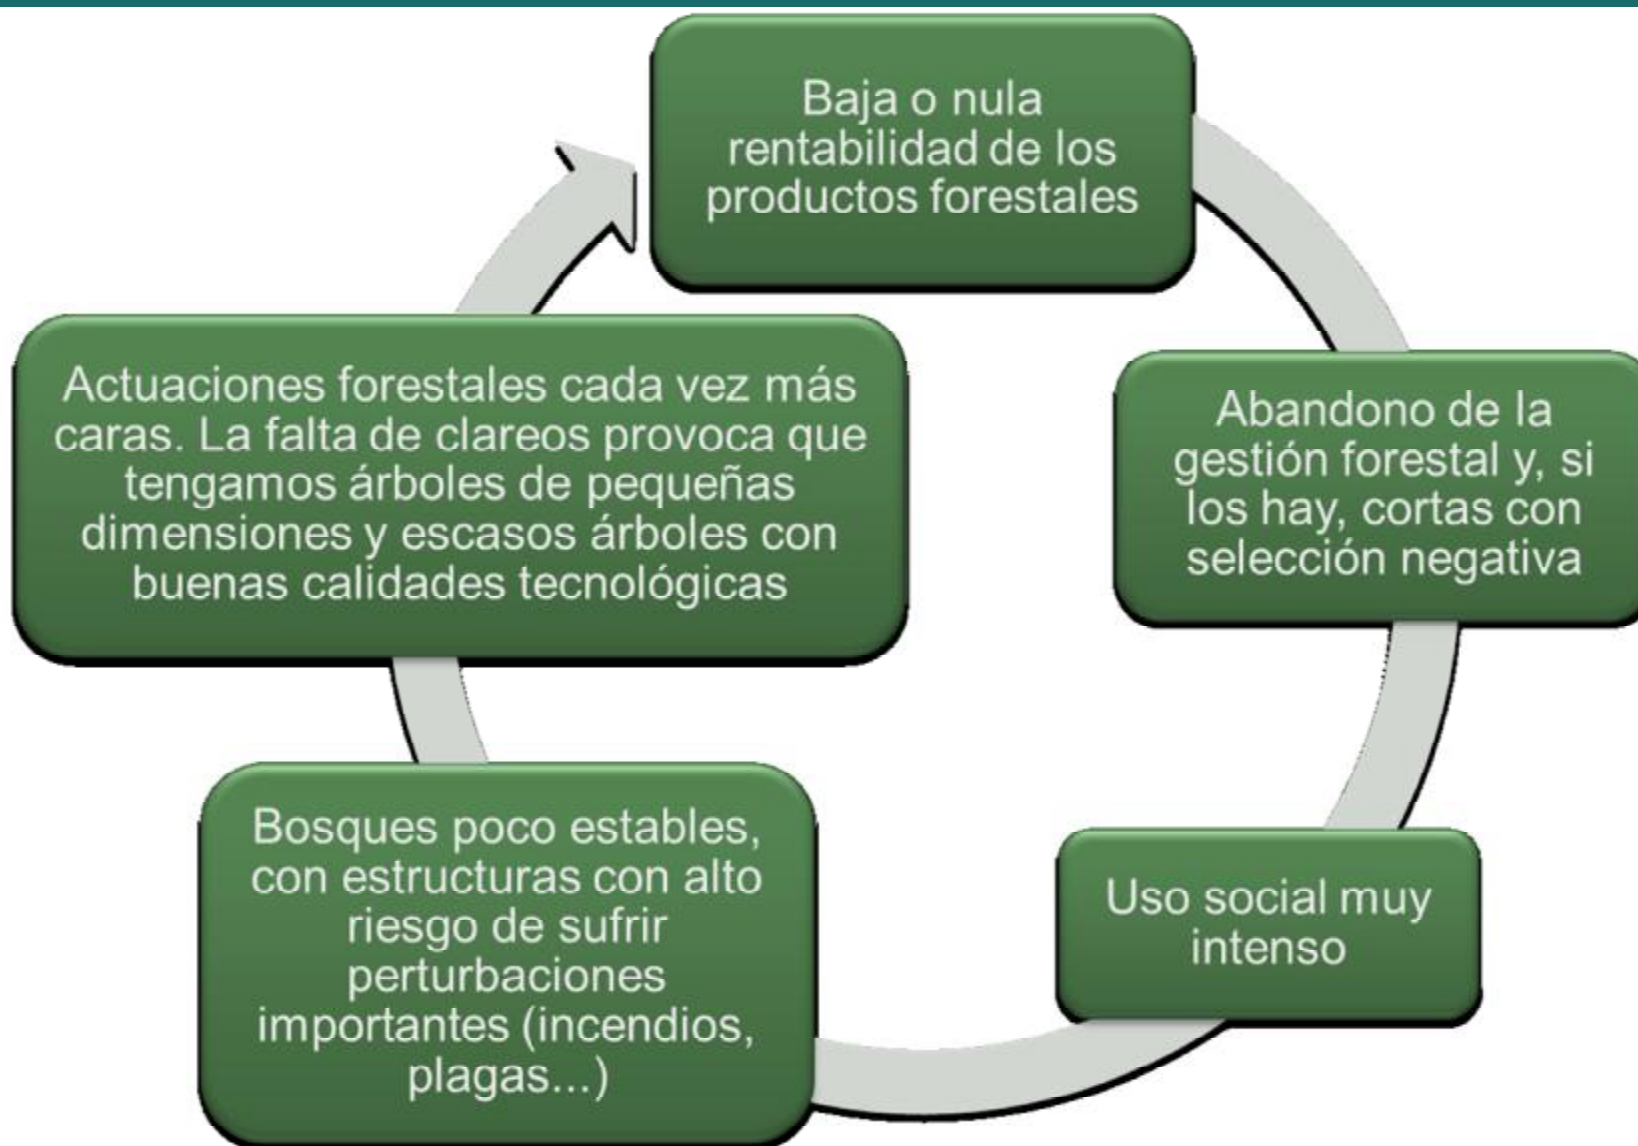 Baja o nula
rentabilidad de los
productos forestales
Abandono de la
gestión forestal y, si
los hay, cortas con
selección negativa
Uso social muy
intenso
Bosques poco estables,
con estructuras con alto
riesgo de sufrir
perturbaciones
importantes (incendios,
plagas...)
Actuaciones forestales cada vez más
caras. La falta de clareos provoca que
tengamos árboles de pequeñas
dimensiones y escasos árboles con
buenas calidades tecnológicas